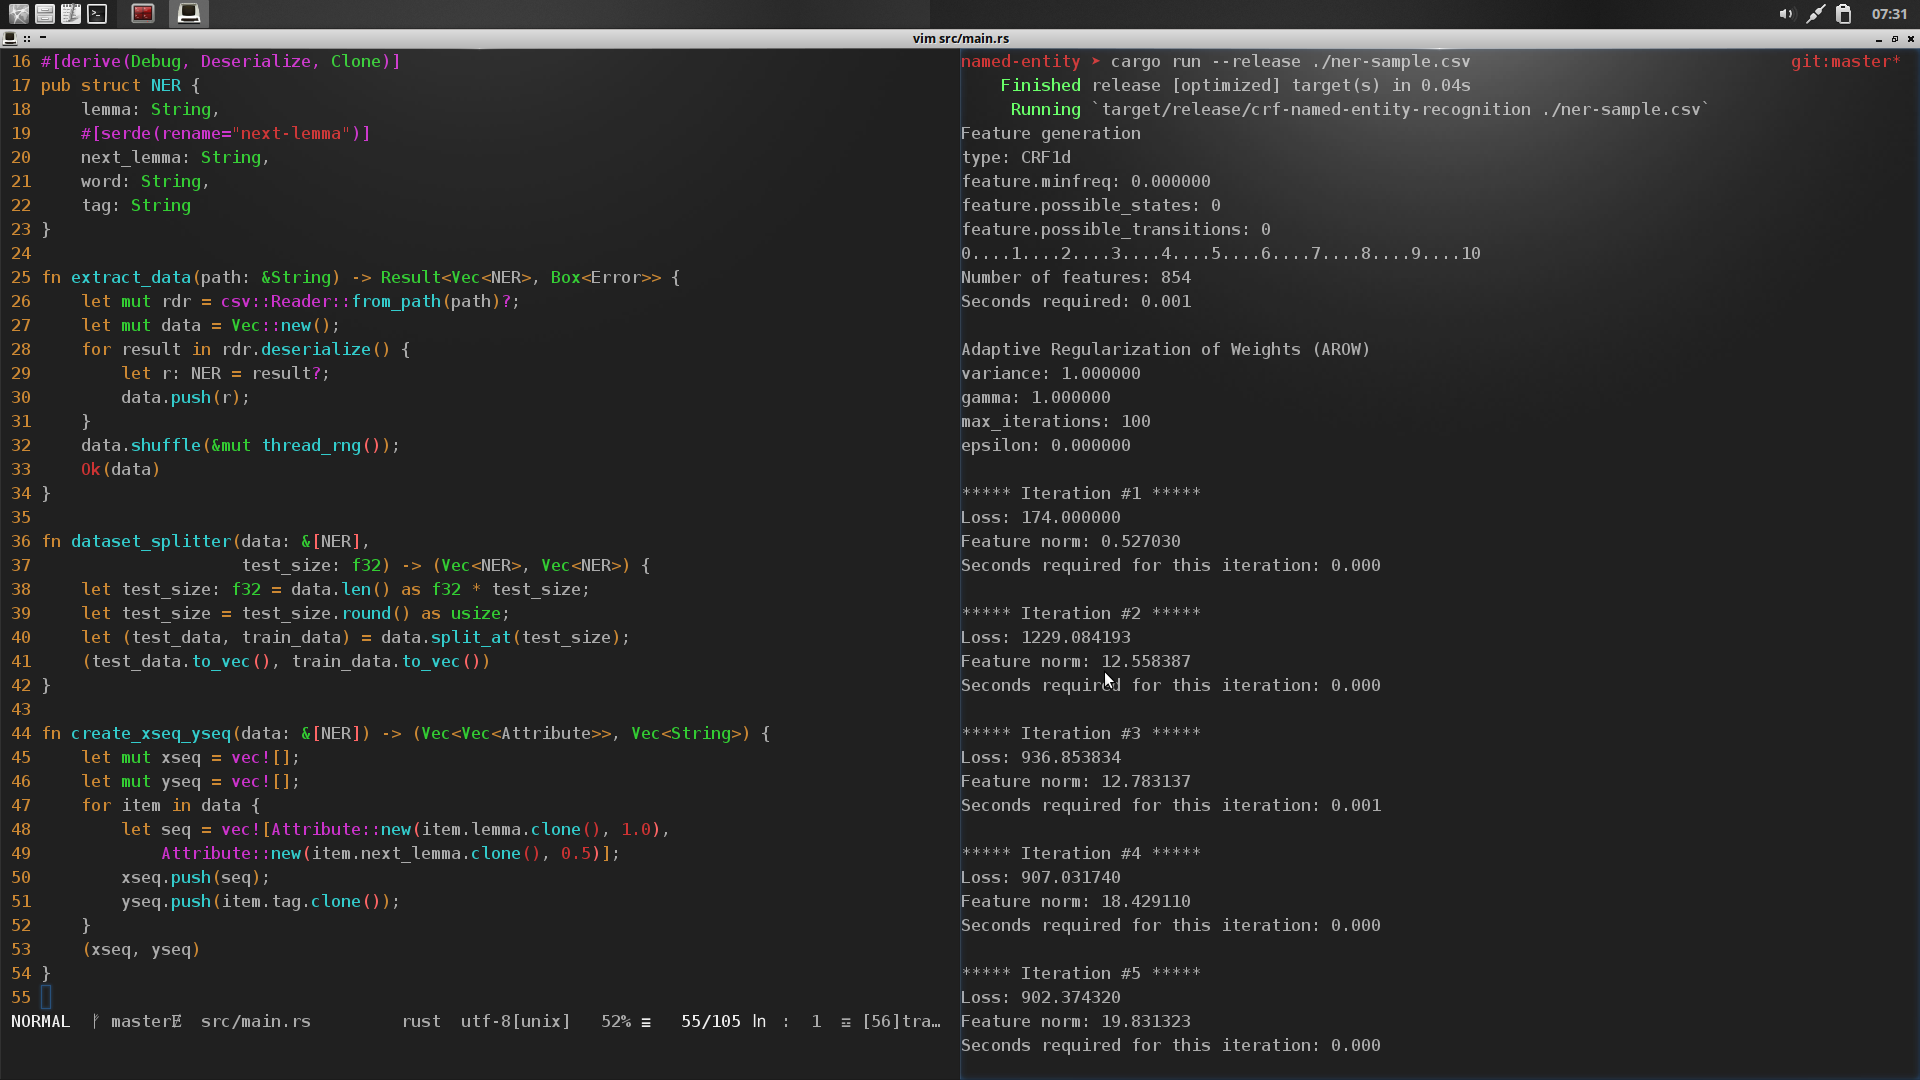 07:31
vim src/main.rs
16 #[derive(Debug, Deserialize, Clone)]
17 pub struct NER {
18     lemma: String,
19     #[serde(rename="next-lemma")]
20     next_lemma: String,
21     word: String,
22     tag: String
23 }
24
25 fn extract_data(path: &String) -> Result<Vec<NER>, Box<Error>> {
26     let mut rdr = csv::Reader::from_path(path)?;
27     let mut data = Vec::new();
28     for result in rdr.deserialize() {
29         let r: NER = result?;
30         data.push(r);
31     }
32     data.shuffle(&mut thread_rng());
33     Ok(data)
34 }
35
36 fn dataset_splitter(data: &[NER],
37                     test_size: f32) -> (Vec<NER>, Vec<NER>) {
38     let test_size: f32 = data.len() as f32 * test_size;
39     let test_size = test_size.round() as usize;
40     let (test_data, train_data) = data.split_at(test_size);
41     (test_data.to_vec(), train_data.to_vec())
42 }
43
44 fn create_xseq_yseq(data: &[NER]) -> (Vec<Vec<Attribute>>, Vec<String>) {
45     let mut xseq = vec![];
46     let mut yseq = vec![];
47     for item in data {
48         let seq = vec![Attribute::new(item.lemma.clone(), 1.0),
49             Attribute::new(item.next_lemma.clone(), 0.5)];
50         xseq.push(seq);
51         yseq.push(item.tag.clone());
52     }
53     (xseq, yseq)
54 }
55
NORMAL master src/main.rs rust utf-8[unix] 52% ≡ 55/105 ln : 1 [56]tra…
named-entity ➤ cargo run --release ./ner-sample.csv git:master*
    Finished release [optimized] target(s) in 0.04s
     Running `target/release/crf-named-entity-recognition ./ner-sample.csv`
Feature generation
type: CRF1d
feature.minfreq: 0.000000
feature.possible_states: 0
feature.possible_transitions: 0
0....1....2....3....4....5....6....7....8....9....10
Number of features: 854
Seconds required: 0.001

Adaptive Regularization of Weights (AROW)
variance: 1.000000
gamma: 1.000000
max_iterations: 100
epsilon: 0.000000

***** Iteration #1 *****
Loss: 174.000000
Feature norm: 0.527030
Seconds required for this iteration: 0.000

***** Iteration #2 *****
Loss: 1229.084193
Feature norm: 12.558387
Seconds required for this iteration: 0.000

***** Iteration #3 *****
Loss: 936.853834
Feature norm: 12.783137
Seconds required for this iteration: 0.001

***** Iteration #4 *****
Loss: 907.031740
Feature norm: 18.429110
Seconds required for this iteration: 0.000

***** Iteration #5 *****
Loss: 902.374320
Feature norm: 19.831323
Seconds required for this iteration: 0.000